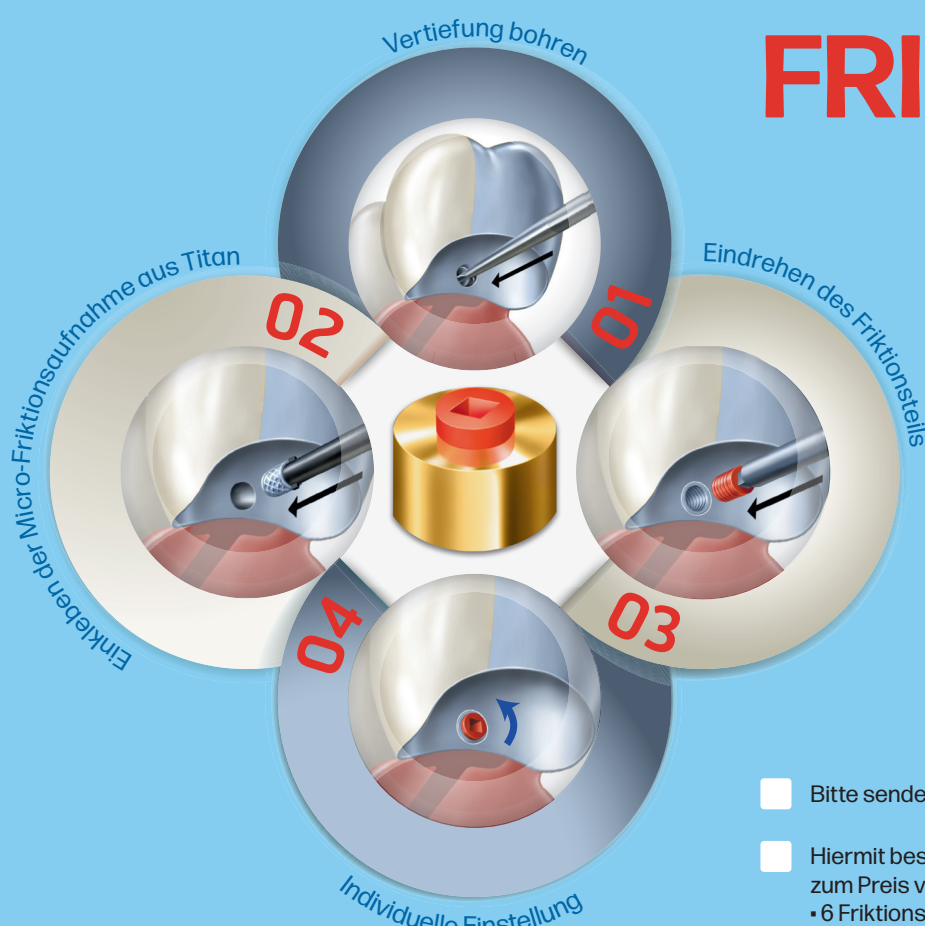 FRI
Vertiefung bohren
01
Einkleben der Micro-Friktionsaufnahme aus Titan
02
Eindrehen des Friktionsteils
03
04
Individuelle Einstellung
Bitte sende
Hiermit bes
zum Preis v
▪ 6 Friktions